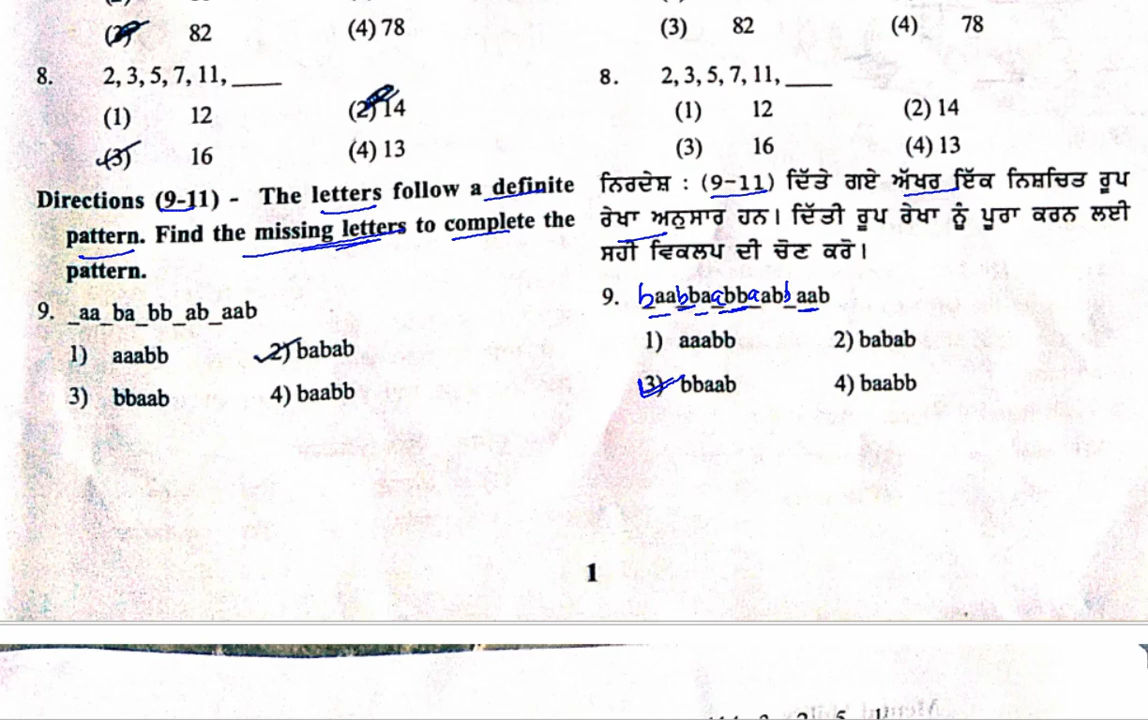 82
(4) 78
8. 2, 3, 5, 7, 11, ____
(1) 12
(2) 14
(3) 16
(4) 13
Directions (9-11) - The letters follow a definite
pattern. Find the missing letters to complete the
pattern.
9. _aa_ba_bb_ab_aab
1) aaabb
2) babab
3) bbaab
4) baabb
(3) 82
(4) 78
8. 2, 3, 5, 7, 11, ____
(1) 12
(2) 14
(3) 16
(4) 13
ਨਿਰਦੇਸ਼ : (9-11) ਦਿੱਤੇ ਗਏ ਅੱਖਰ ਇੱਕ ਨਿਸ਼ਚਿਤ ਰੂਪ
ਰੇਖਾ ਅਨੁਸਾਰ ਹਨ। ਦਿੱਤੀ ਰੂਪ ਰੇਖਾ ਨੂੰ ਪੂਰਾ ਕਰਨ ਲਈ
ਸਹੀ ਵਿਕਲਪ ਦੀ ਚੋਣ ਕਰੋ।
9. baabbaabbaabbaab
1) aaabb
2) babab
3) bbaab
4) baabb
1